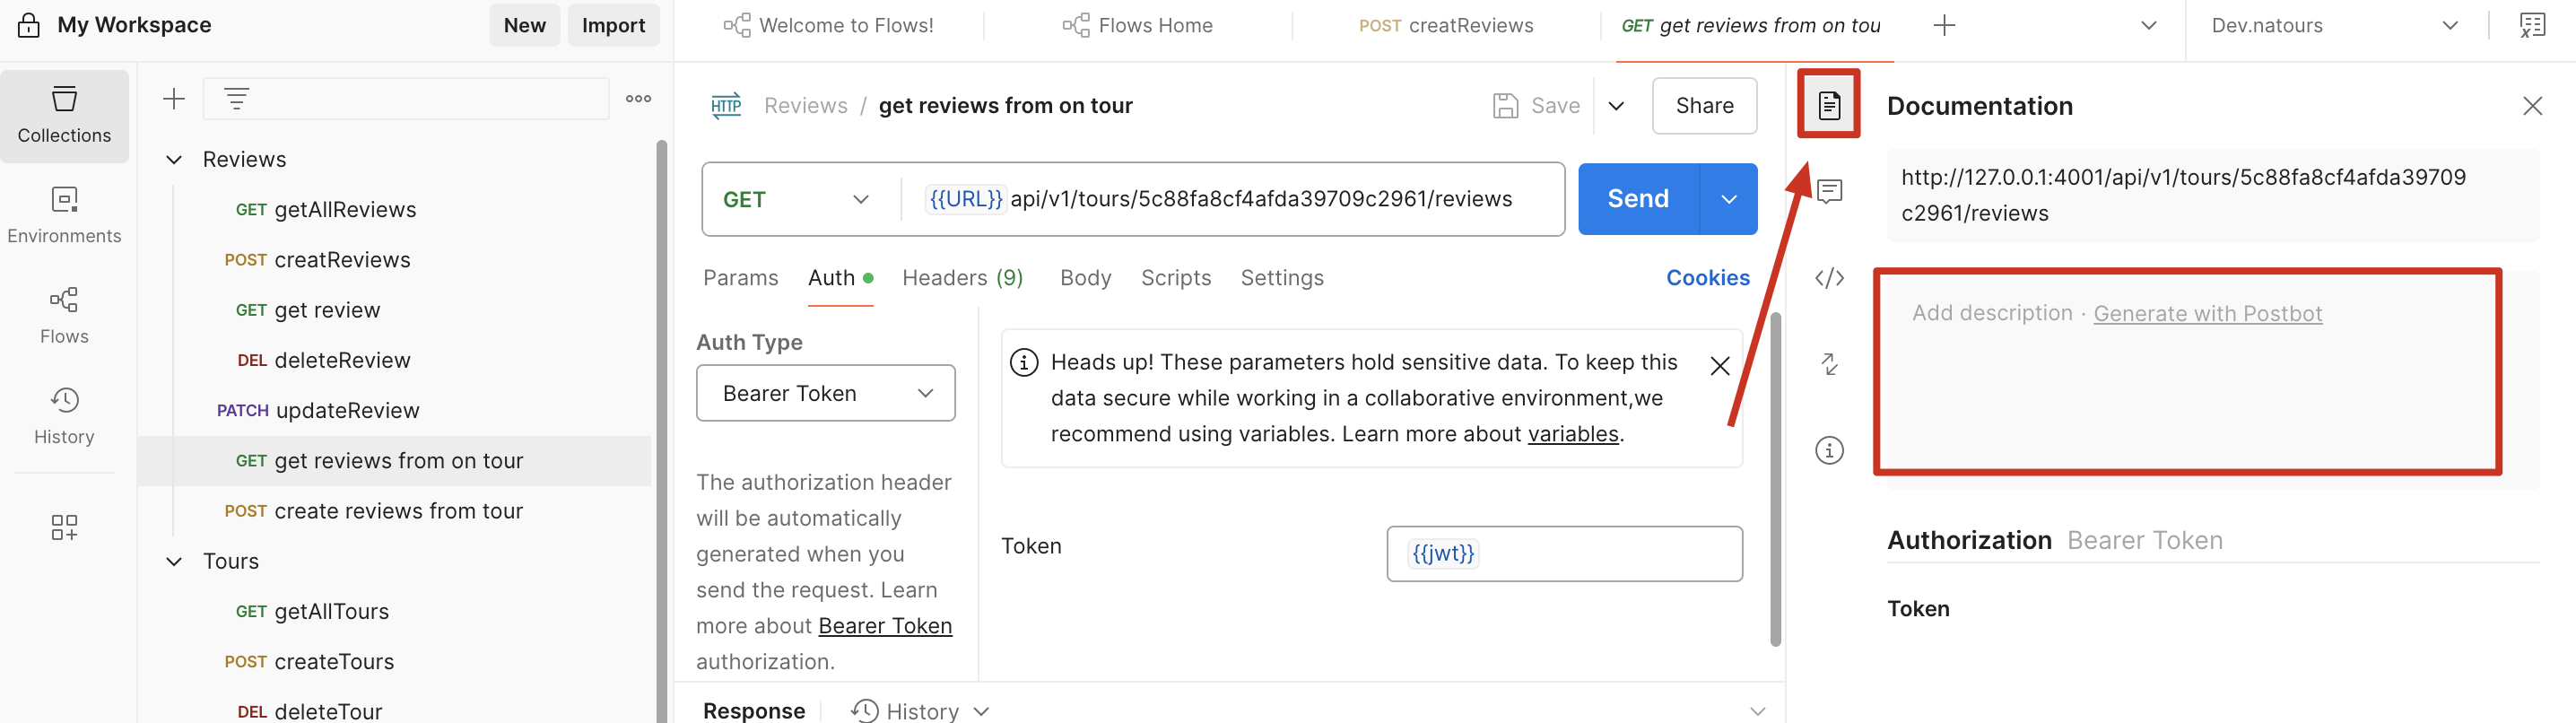 My Workspace
New
Import
Welcome to Flows!
Flows Home
POST creatReviews
GET get reviews from on tou
Dev.natours
Collections
Environments
Flows
History
Reviews
GET getAllReviews
POST creatReviews
GET get review
DEL deleteReview
PATCH updateReview
GET get reviews from on tour
POST create reviews from tour
Tours
GET getAllTours
POST createTours
DEL deleteTour
HTTP
Reviews / get reviews from on tour
Save
Share
GET
{{URL}} api/v1/tours/5c88fa8cf4afda39709c2961/reviews
Send
Params
Auth
Headers (9)
Body
Scripts
Settings
Cookies
Auth Type
Bearer Token
The authorization header
will be automatically
generated when you
send the request. Learn
more about Bearer Token
authorization.
Heads up! These parameters hold sensitive data. To keep this
data secure while working in a collaborative environment,we
recommend using variables. Learn more about variables.
Token
{{jwt}}
Response
History
Documentation
http://127.0.0.1:4001/api/v1/tours/5c88fa8cf4afda39709
c2961/reviews
Add description · Generate with Postbot
Authorization Bearer Token
Token